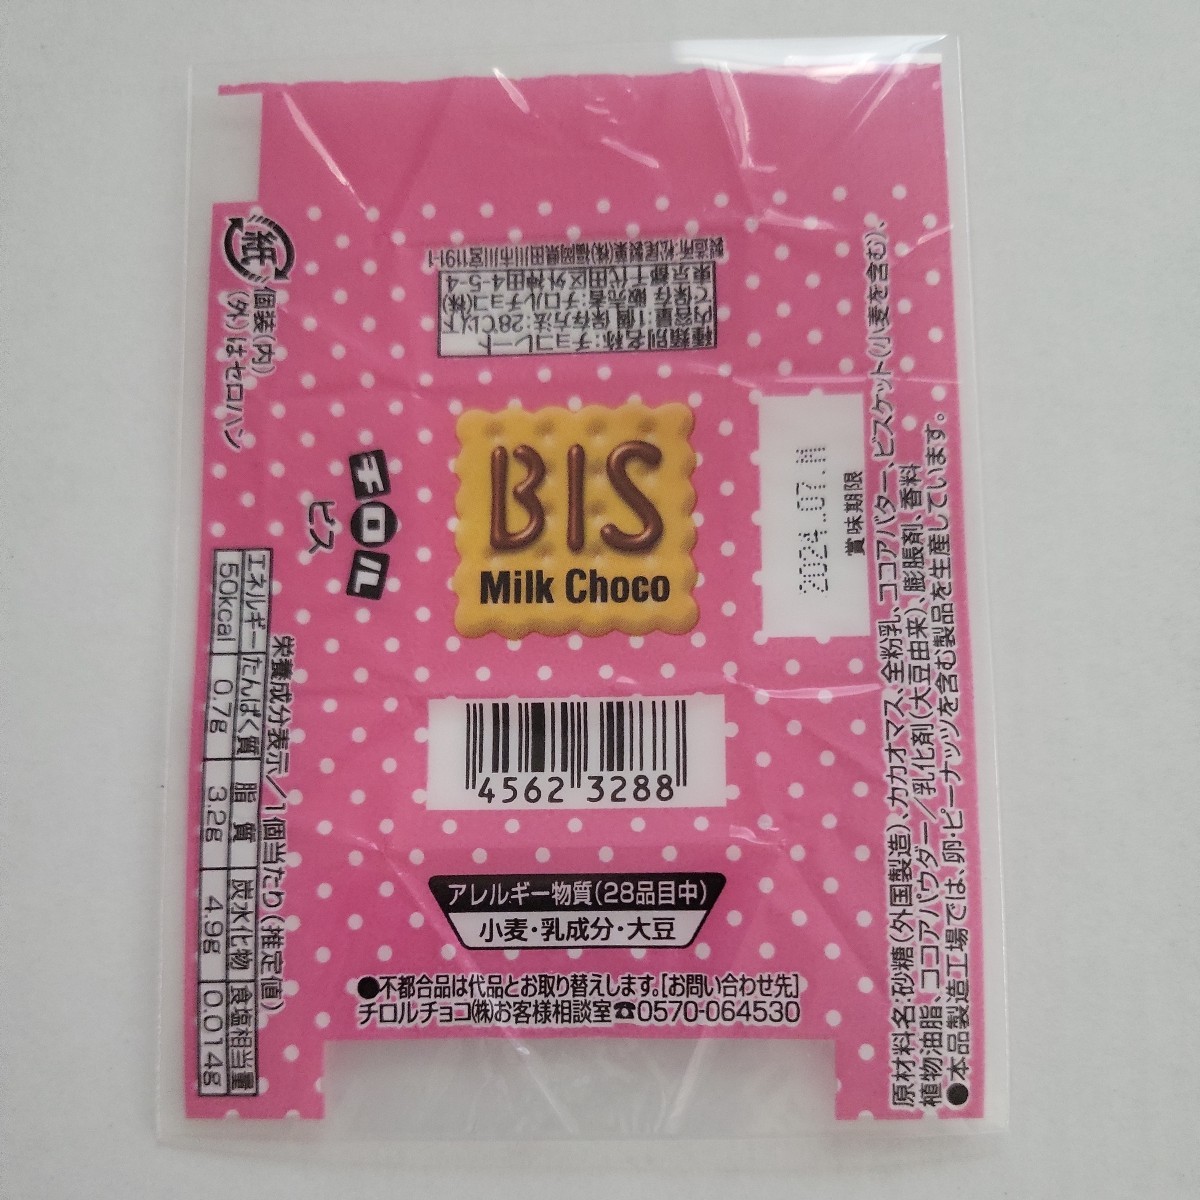 製造所:松尾製菓(株)福岡県田川市川宮1191-1
種類別名称:チョコレート
内容量:1個 保存方法:28℃以下
で保存 販売者:チロルチョコ(株)
東京都千代田区外神田4-5-4
紙
個装(内)
(外)はセロハン
チロル
ビス
BIS
Milk Choco
2024.07.
賞味期限
4562 3288
アレルギー物質(28品目中)
小麦・乳成分・大豆
●不都合品は代品とお取り替えします。[お問い合わせ先]
チロルチョコ(株)お客様相談室☎0570-064530
栄養成分表示/1個当たり(推定値)
エネルギー たんぱく質 脂質 炭水化物 食塩相当量
50kcal 0.7g 3.2g 4.9g 0.014g
原材料名:砂糖(外国製造)、カカオマス、全粉乳、ココアバター、ビスケット(小麦を含む)、
植物油脂、ココアパウダー/乳化剤(大豆由来)、膨脹剤、香料
●本品製造工場では、卵・ピーナッツを含む製品を生産しています。